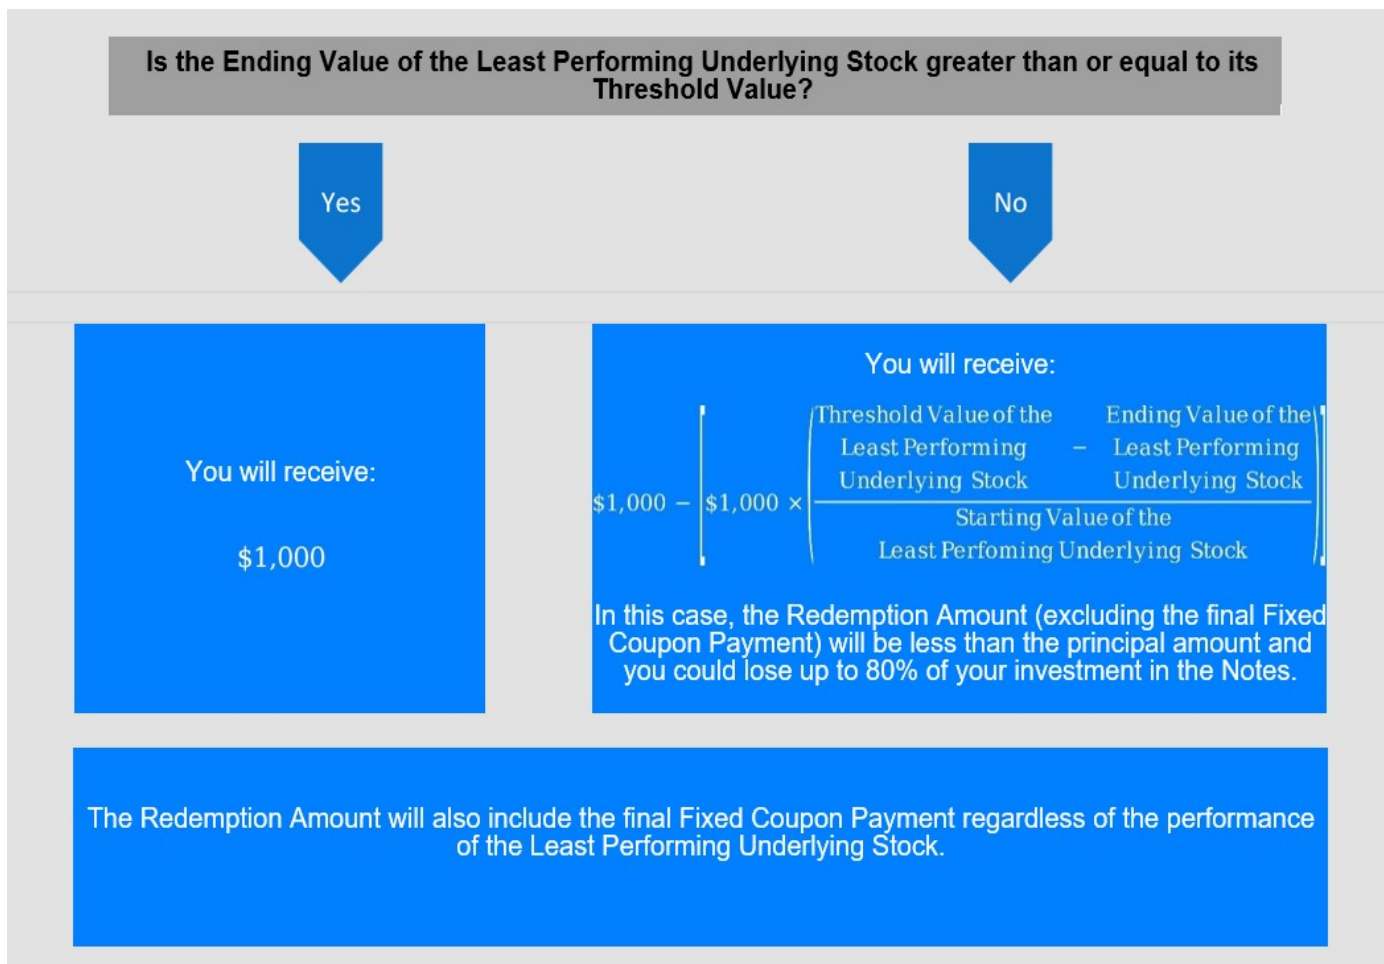 Is the Ending Value of the Least Performing Underlying Stock greater than or equal to its
Threshold Value?
Yes
No
You will receive:
$1,000
You will receive:
Threshold Value of the Ending Value of the
Least Performing − Least Performing
Underlying Stock Underlying Stock
$1,000 − [$1,000 × ( )]
Starting Value of the
Least Perfoming Underlying Stock
In this case, the Redemption Amount (excluding the final Fixed
Coupon Payment) will be less than the principal amount and
you could lose up to 80% of your investment in the Notes.
The Redemption Amount will also include the final Fixed Coupon Payment regardless of the performance
of the Least Performing Underlying Stock.